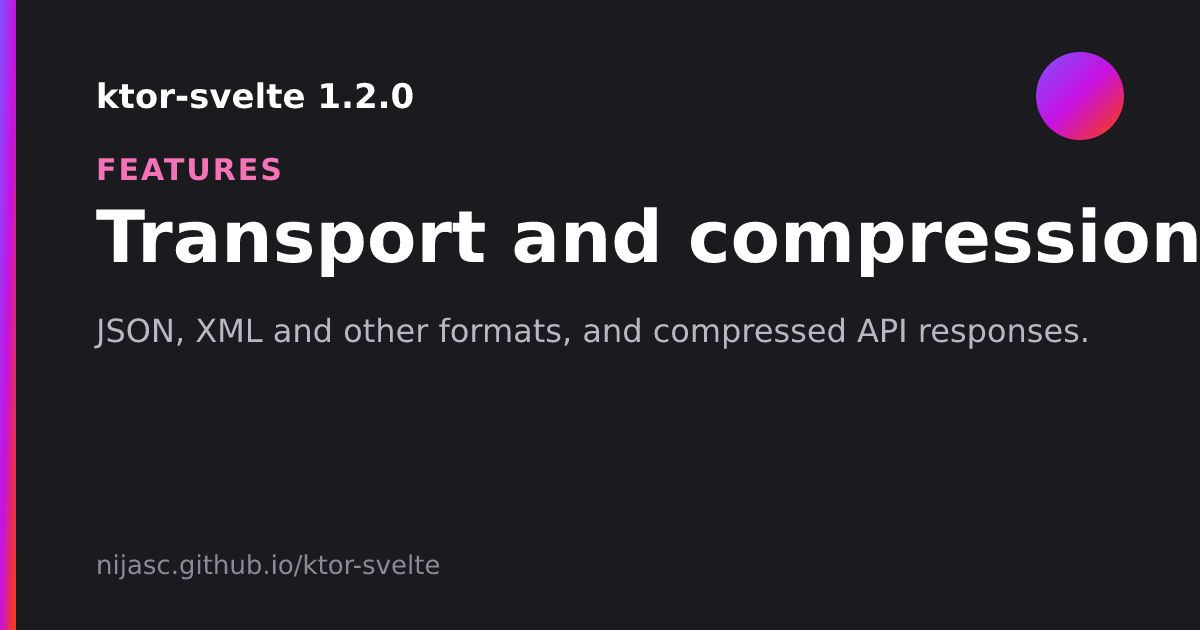 ktor-svelte 1.2.0
FEATURES
Transport and compression
JSON, XML and other formats, and compressed API responses.
nijasc.github.io/ktor-svelte